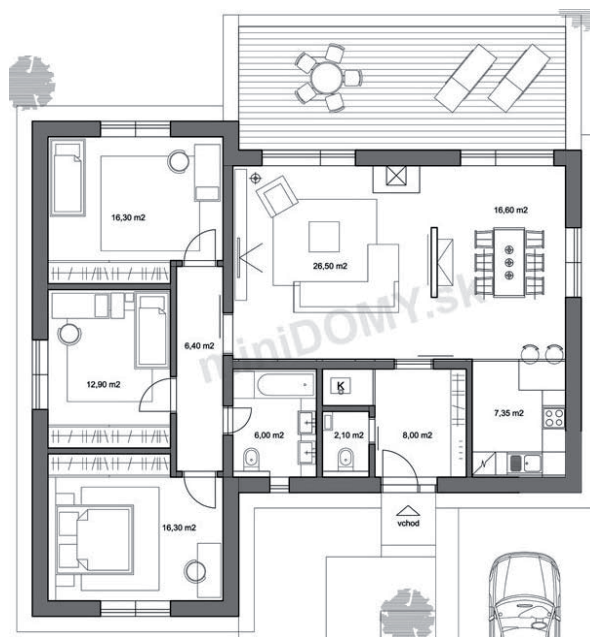 16,30 m2
16,60 m2
26,50 m2
miniDOMY.sk
6,40 m2
12,90 m2
K
7,35 m2
6,00 m2
2,10 m2
8,00 m2
16,30 m2
vchod